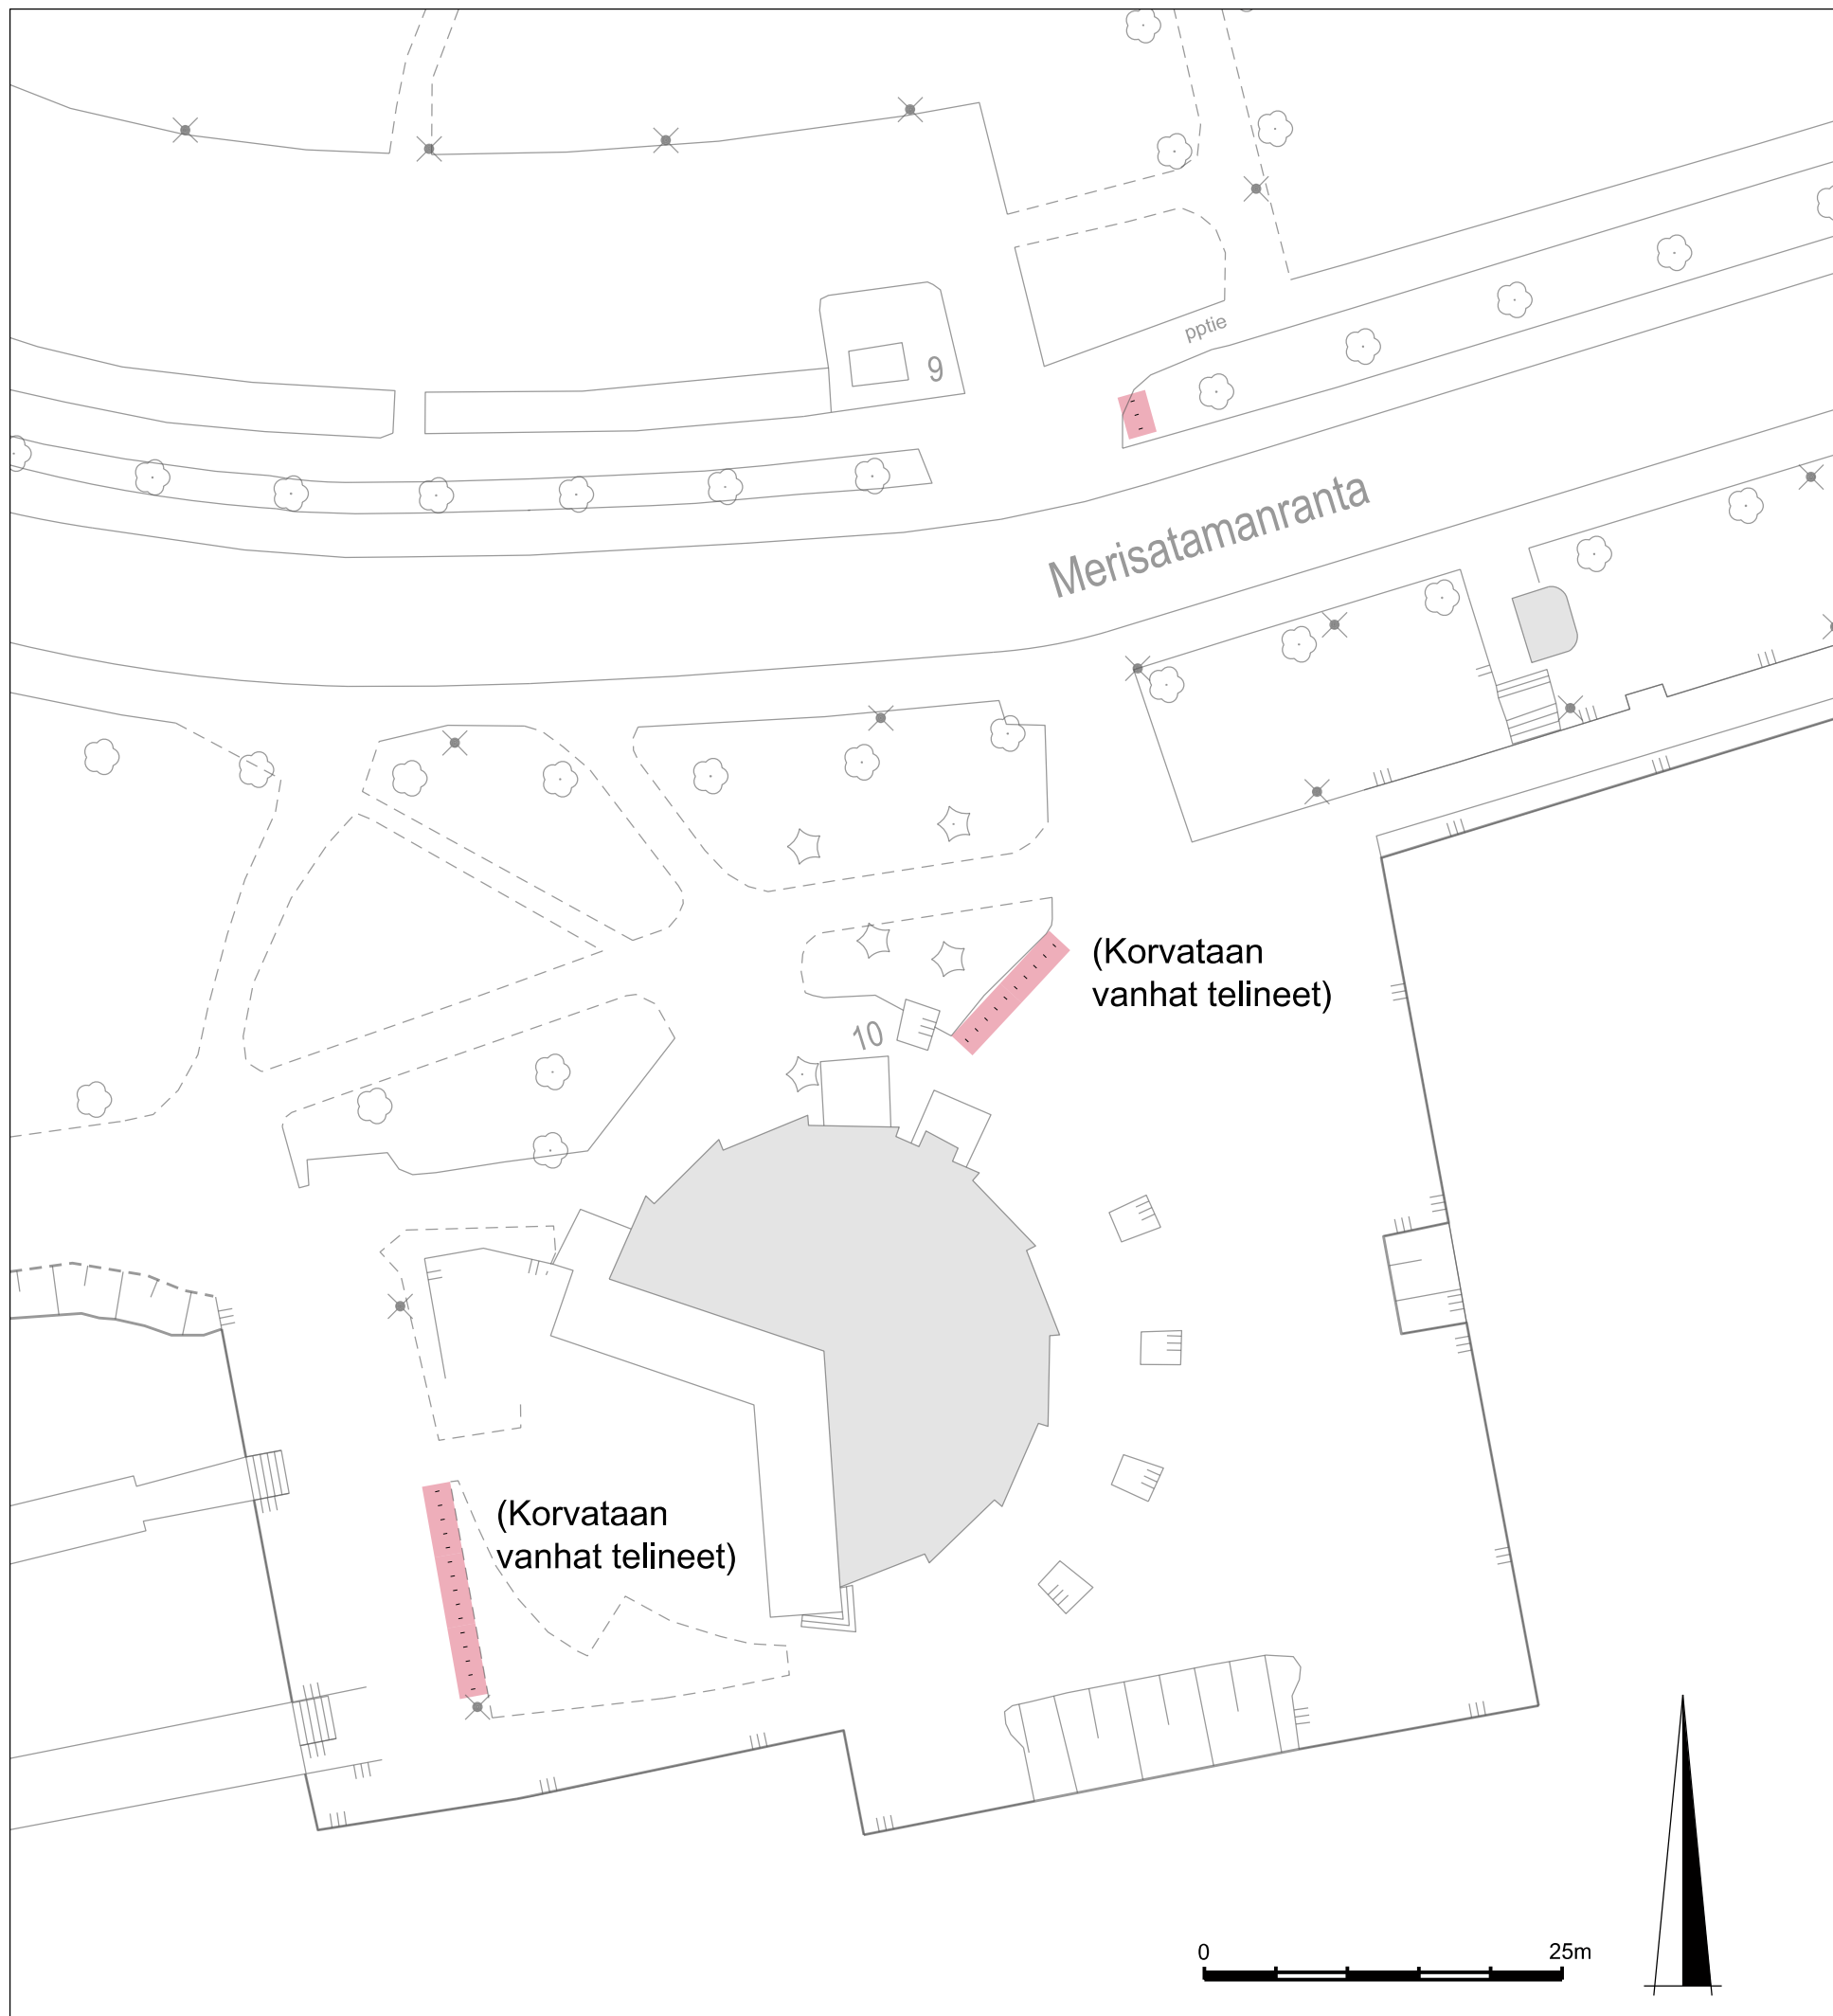 pptie
9
Merisatamanranta
(Korvataan
vanhat telineet)
10
(Korvataan
vanhat telineet)
0 25m